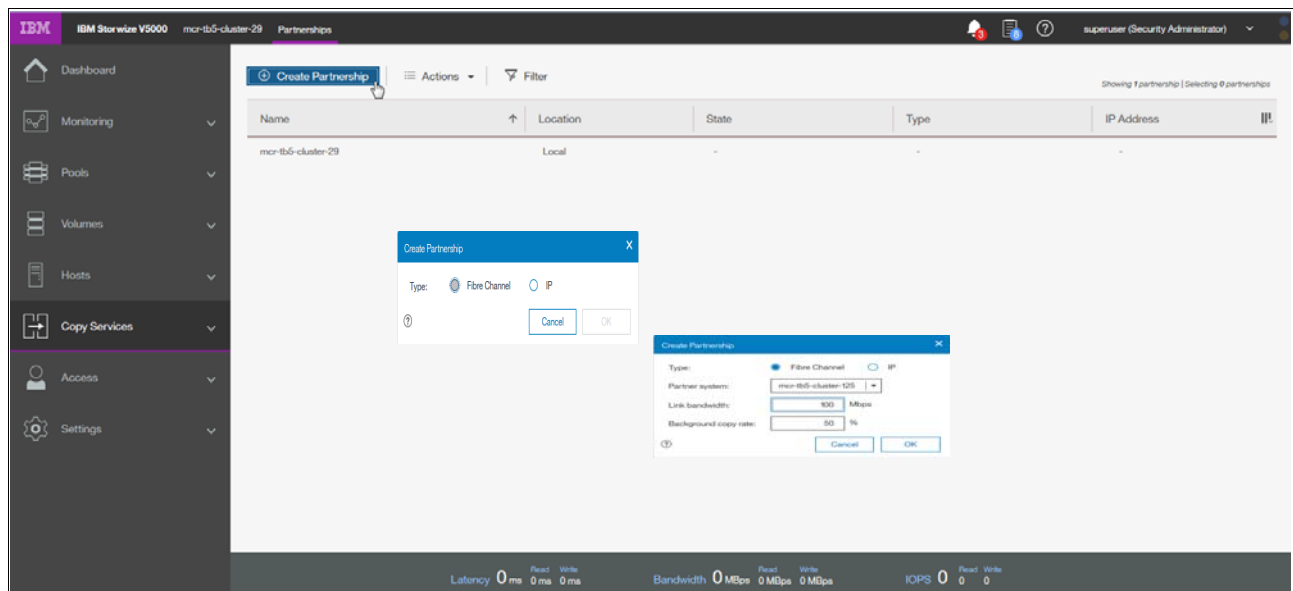 IBM
IBM Storwize V5000 mcr-tb5-cluster-29 Partnerships
3
8
superuser (Security Administrator)
Dashboard
Monitoring
Pools
Volumes
Hosts
Copy Services
Access
Settings
Create Partnership
Actions
Filter
Showing 1 partnership | Selecting 0 partnerships
Name Location State Type IP Address
mcr-tb5-cluster-29 Local - - -
Create Partnership X
Type: Fibre Channel IP
Cancel OK
Create Partnership
Type: Fibre Channel IP
Partner system: mcr-tb5-cluster-125
Link bandwidth: 100 Mbps
Background copy rate: 50 %
Cancel OK
Latency 0 ms Read 0 ms Write 0 ms
Bandwidth 0 MBps Read 0 MBps Write 0 MBps
IOPS 0 Read 0 Write 0